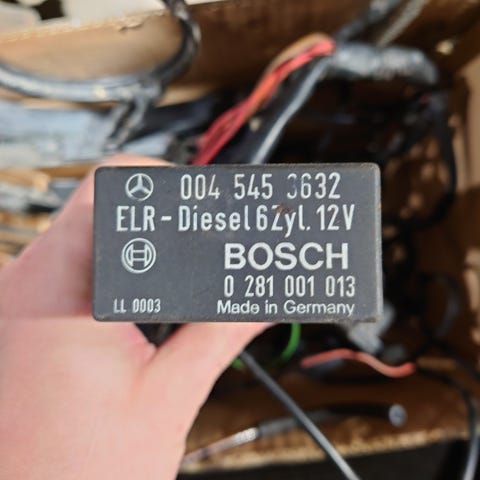 004 545 3632
ELR-Diesel 6Zyl. 12V
BOSCH
0 281 001 013
LL 0003 Made in Germany